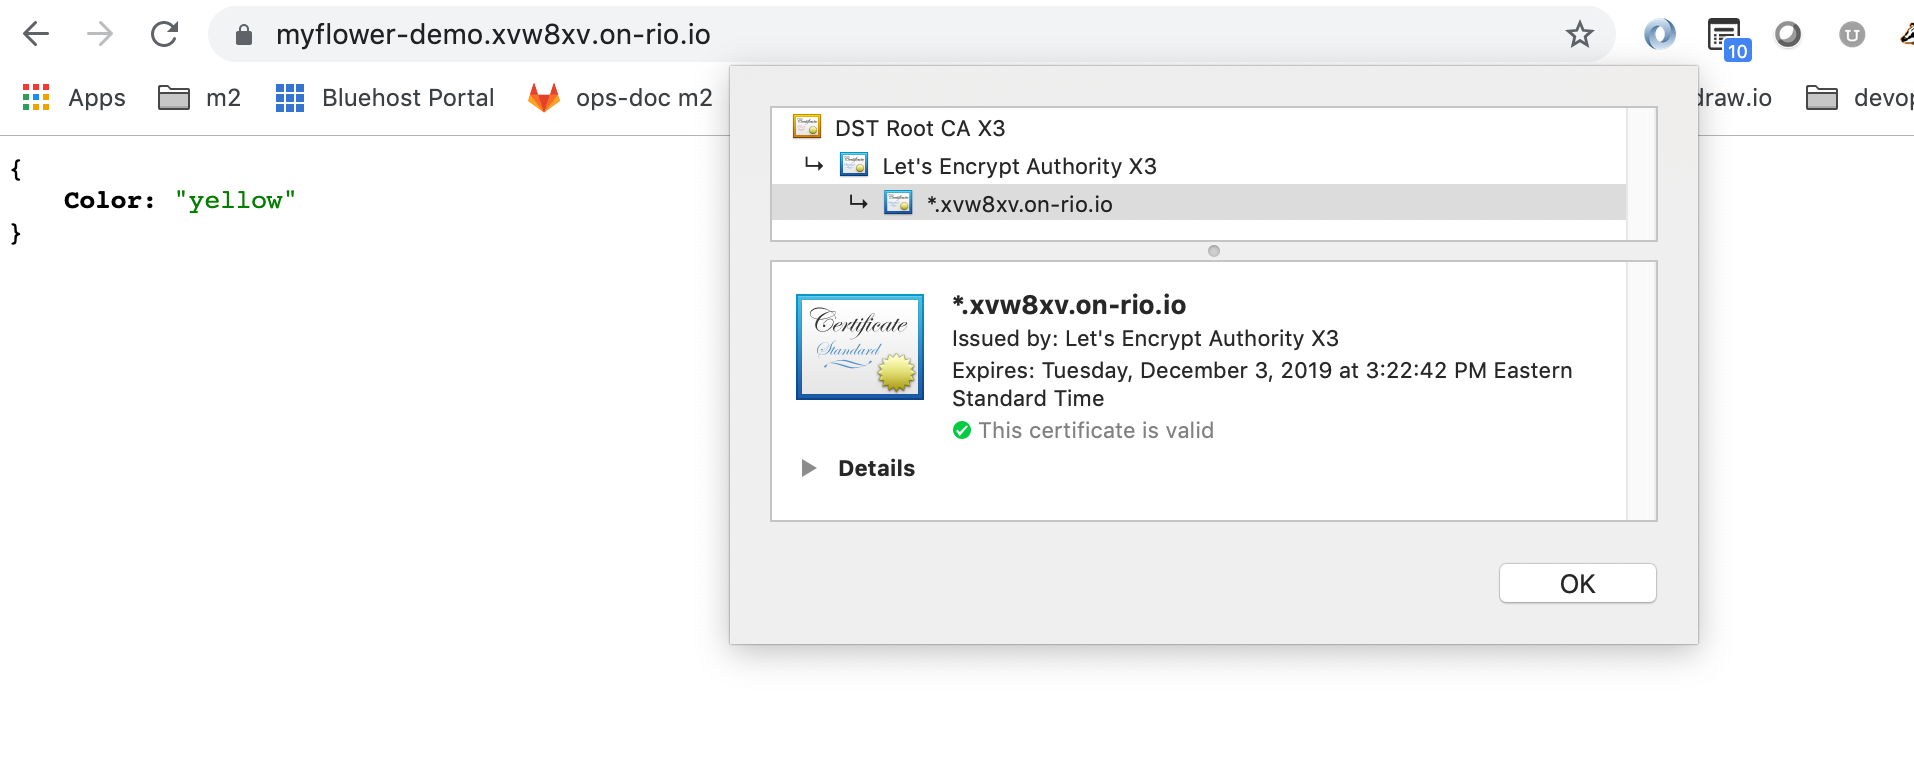 myflower-demo.xvw8xv.on-rio.io
10
U
Apps
m2
Bluehost Portal
ops-doc m2
draw.io
{
Color: "yellow"
}
DST Root CA X3
Let's Encrypt Authority X3
*.xvw8xv.on-rio.io
Certificate
Standard
*.xvw8xv.on-rio.io
Issued by: Let's Encrypt Authority X3
Expires: Tuesday, December 3, 2019 at 3:22:42 PM Eastern
Standard Time
This certificate is valid
Details
OK